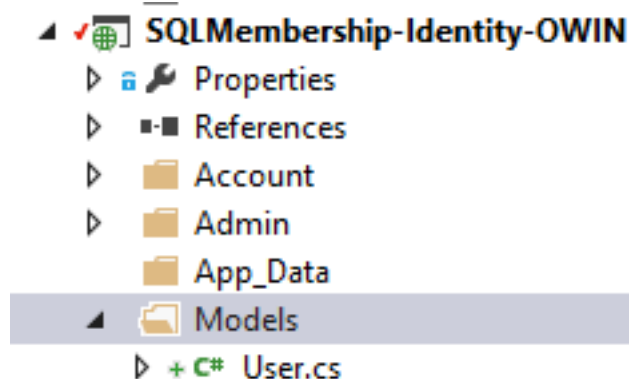 SQLMembership-Identity-OWIN
Properties
References
Account
Admin
App_Data
Models
C# User.cs